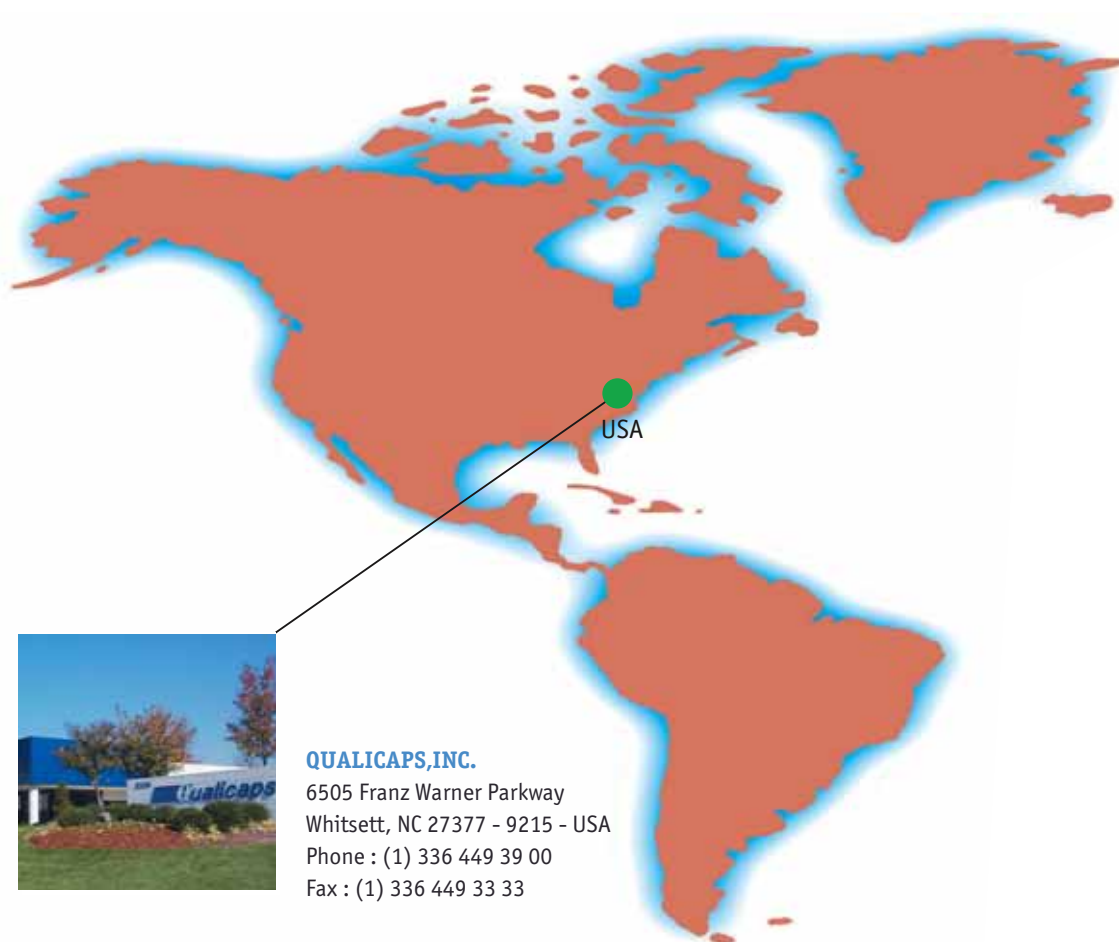 USA
Qualicaps
QUALICAPS,INC.
6505 Franz Warner Parkway
Whitsett, NC 27377 - 9215 - USA
Phone : (1) 336 449 39 00
Fax : (1) 336 449 33 33